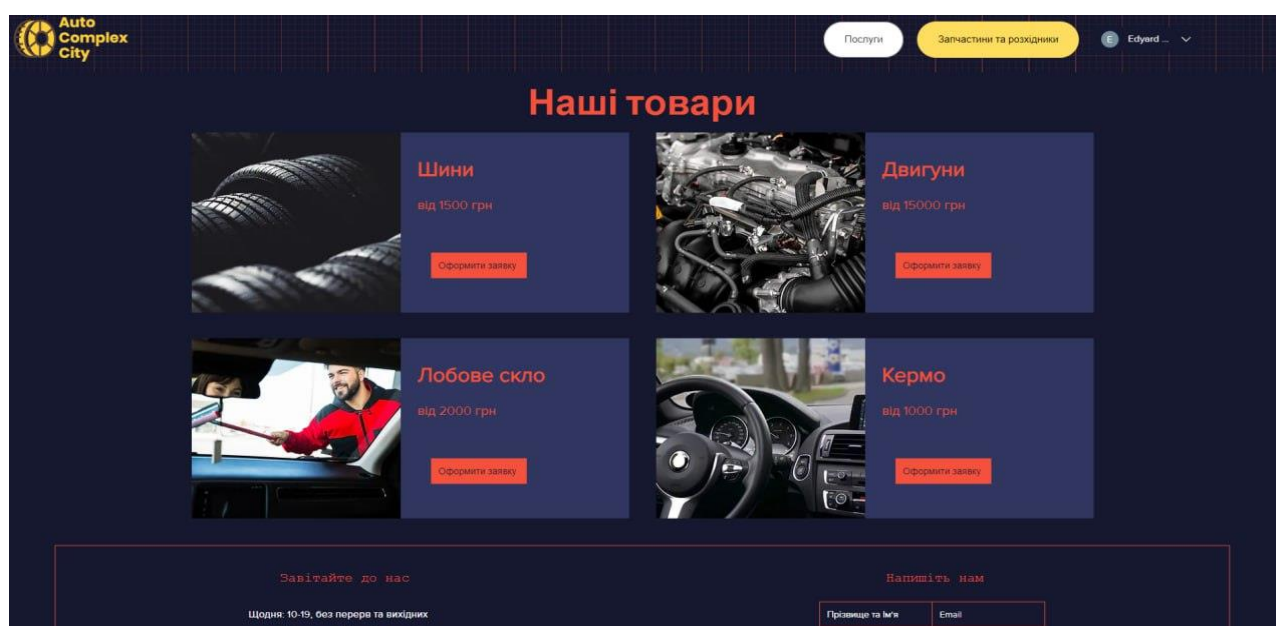 Auto
Complex
City
Послуги
Запчастини та розхідники
E
Edyard ...
Наші товари
Шини
від 1500 грн
Оформити заявку
Двигуни
від 15000 грн
Оформити заявку
Лобове скло
від 2000 грн
Оформити заявку
Кермо
від 1000 грн
Оформити заявку
Завітайте до нас
Щодня: 10-19, без перерв та вихідних
Напишіть нам
Прізвище та Ім'я
Email